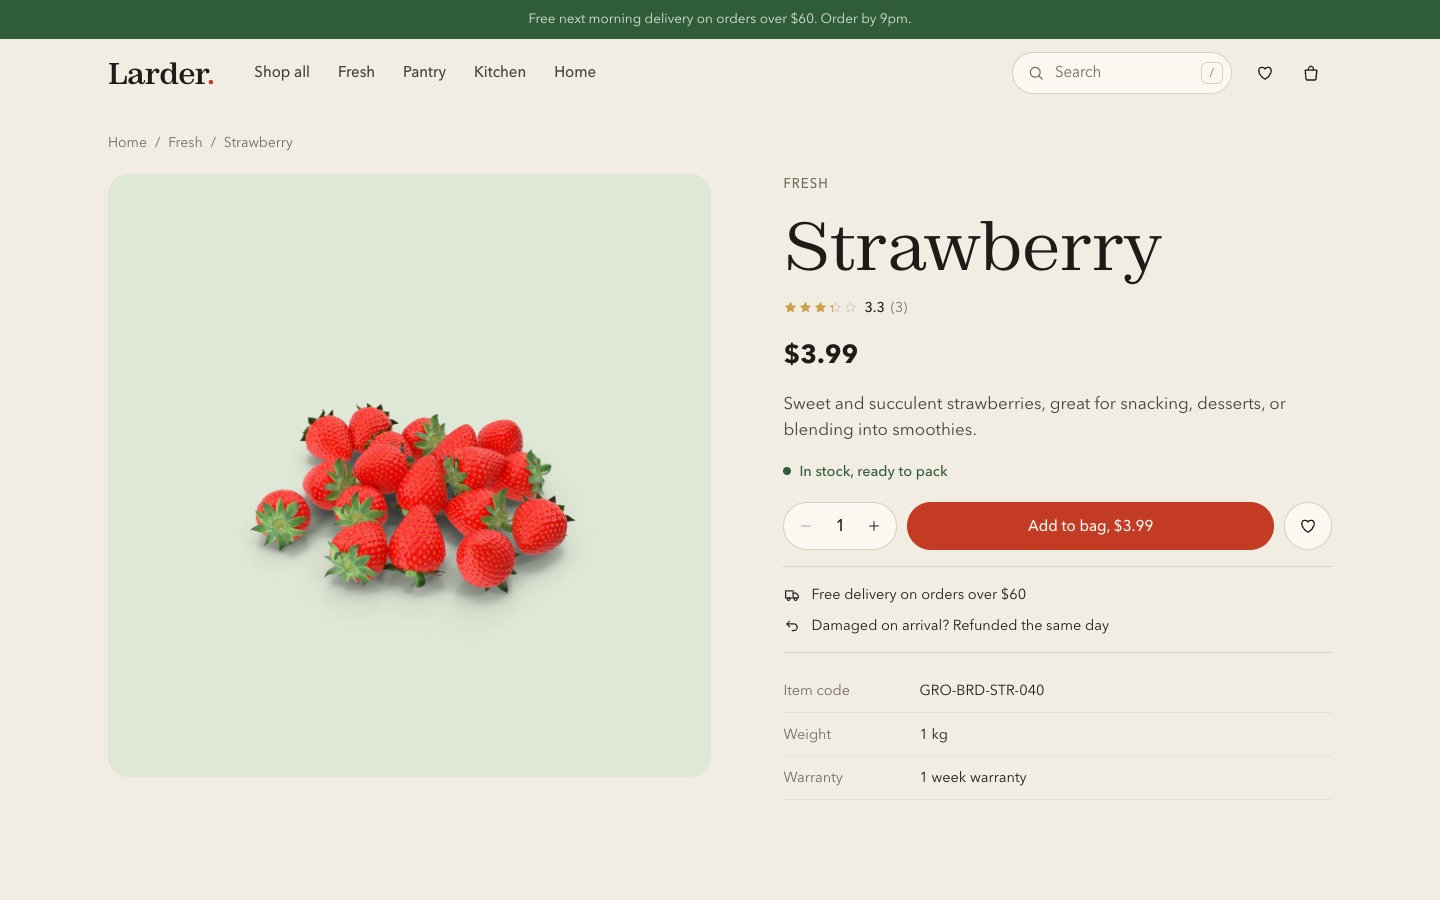 Free next morning delivery on orders over $60. Order by 9pm.
Larder.
Shop all
Fresh
Pantry
Kitchen
Home
Search
/
Home / Fresh / Strawberry
FRESH
Strawberry
3.3 (3)
$3.99
Sweet and succulent strawberries, great for snacking, desserts, or
blending into smoothies.
In stock, ready to pack
1
Add to bag, $3.99
Free delivery on orders over $60
Damaged on arrival? Refunded the same day
Item code GRO-BRD-STR-040
Weight 1 kg
Warranty 1 week warranty